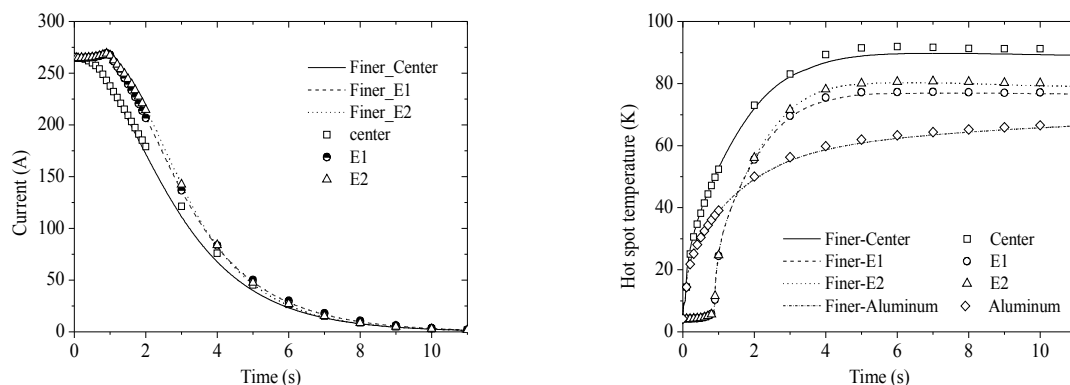 300
250
200
150
100
50
0
Current (A)
Finer_Center
Finer_E1
Finer_E2
center
E1
E2
0 2 4 6 8 10
Time (s)
100
80
60
40
20
0
Hot spot temperature (K)
Finer-Center
Finer-E1
Finer-E2
Finer-Aluminum
Center
E1
E2
Aluminum
0 2 4 6 8 10
Time (s)